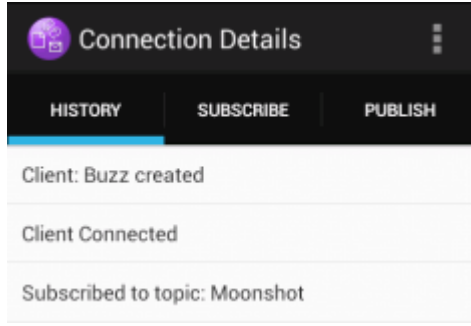 Connection Details
HISTORY SUBSCRIBE PUBLISH
Client: Buzz created
Client Connected
Subscribed to topic: Moonshot